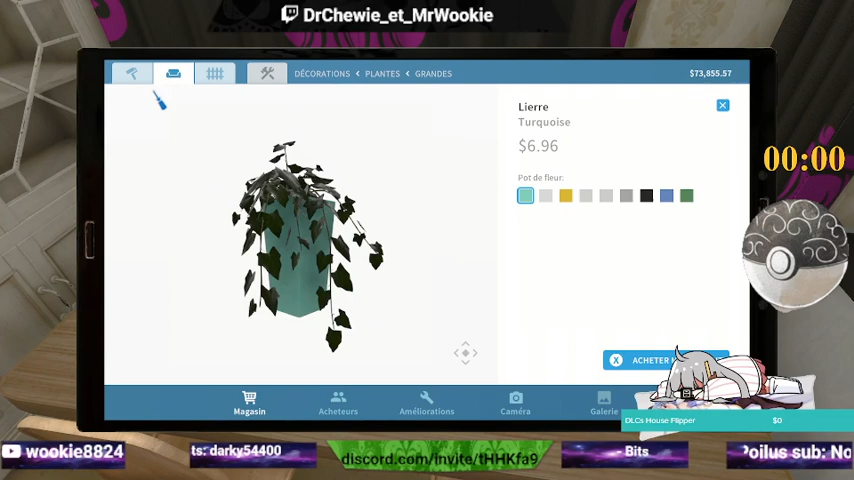 DrChewie_et_MrWookie
DÉCORATIONS < PLANTES < GRANDES
$73,855.57
Lierre
Turquoise
$6.96
Pot de fleur:
00:00
X ACHETER
Magasin
Acheteurs
Améliorations
Caméra
Galerie
DLCs House Flipper
$0
wookie8824
ts: darky54400
discord.com/invite/tHHKfa9
- Bits
Poilus sub: No